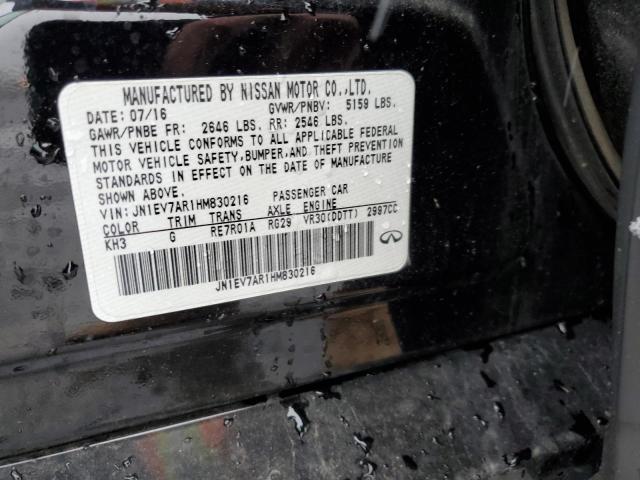 MANUFACTURED BY NISSAN MOTOR CO.,LTD.
DATE: 07/16 GVWR/PNBV: 5159 LBS.
GAWR/PNBE FR: 2646 LBS. RR: 2546 LBS.
THIS VEHICLE CONFORMS TO ALL APPLICABLE FEDERAL
MOTOR VEHICLE SAFETY, BUMPER, AND THEFT PREVENTION
STANDARDS IN EFFECT ON THE DATE OF MANUFACTURE
SHOWN ABOVE.
VIN: JN1EV7AR1HM830216 PASSENGER CAR
COLOR TRIM TRANS AXLE ENGINE
KH3 G RE7R01A RG29 VR30(DDTT) 2997CC
JN1EV7AR1HM830216